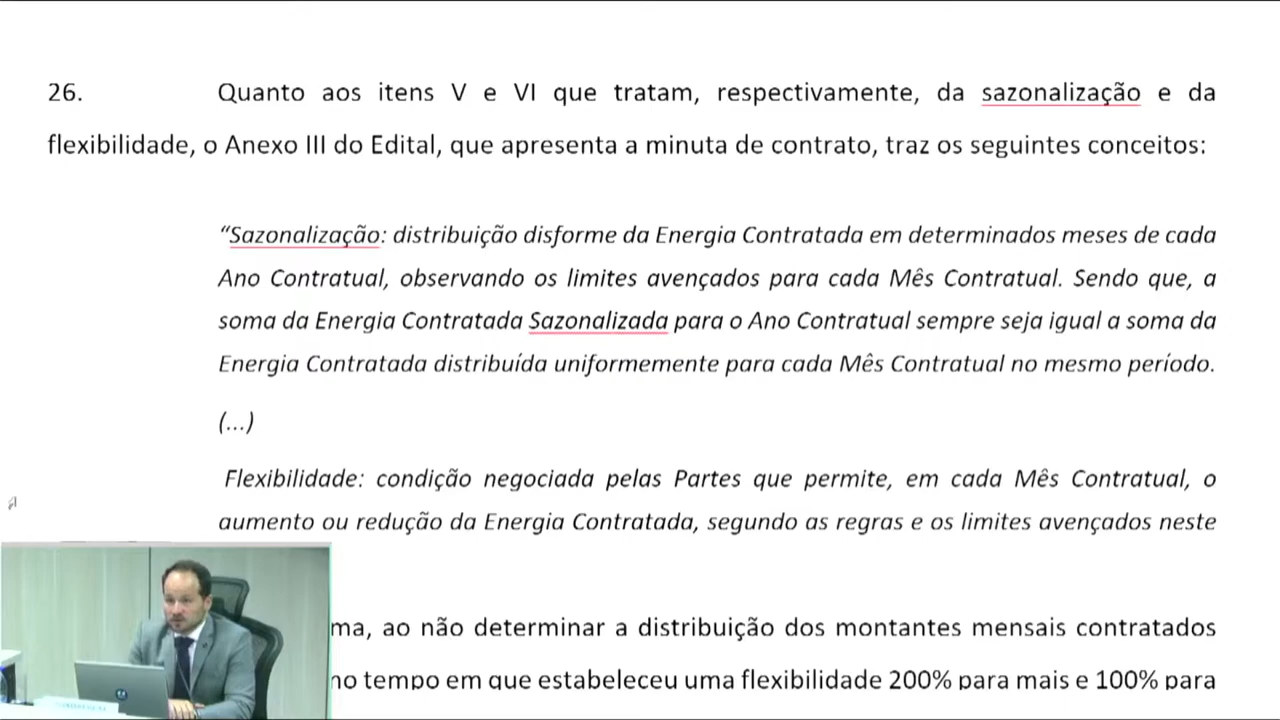 26. Quanto aos itens V e VI que tratam, respectivamente, da sazonalização e da
flexibilidade, o Anexo III do Edital, que apresenta a minuta de contrato, traz os seguintes conceitos:
“Sazonalização: distribuição disforme da Energia Contratada em determinados meses de cada
Ano Contratual, observando os limites avençados para cada Mês Contratual. Sendo que, a
soma da Energia Contratada Sazonalizada para o Ano Contratual sempre seja igual a soma da
Energia Contratada distribuída uniformemente para cada Mês Contratual no mesmo período.
(...)
Flexibilidade: condição negociada pelas Partes que permite, em cada Mês Contratual, o
aumento ou redução da Energia Contratada, segundo as regras e os limites avençados neste
ma, ao não determinar a distribuição dos montantes mensais contratados
no tempo em que estabeleceu uma flexibilidade 200% para mais e 100% para